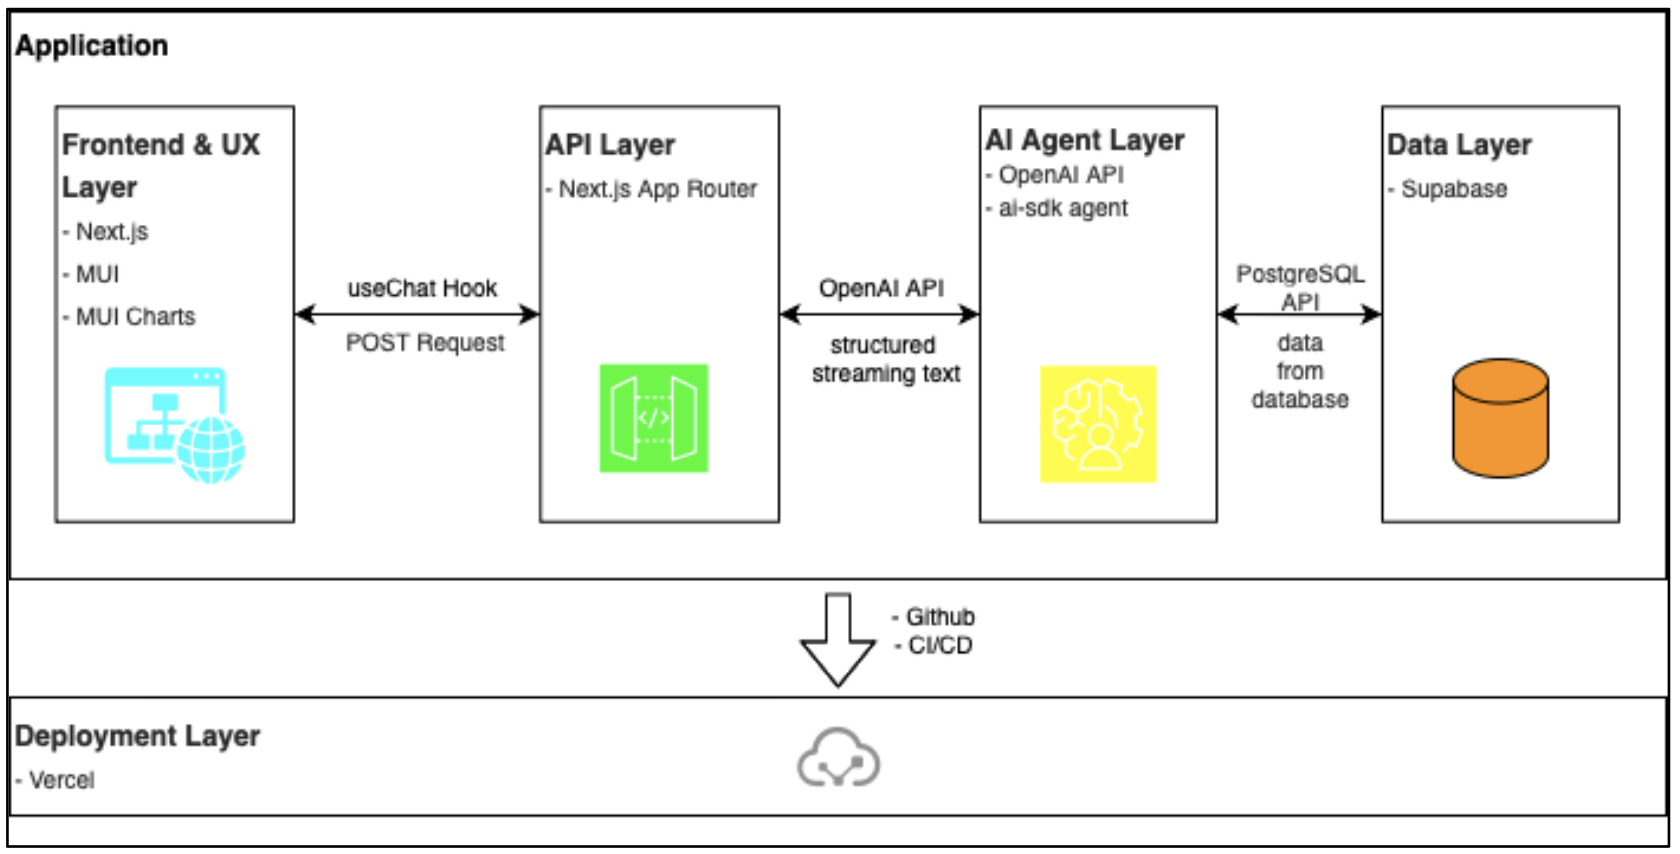 Application
Frontend & UX
Layer
- Next.js
- MUI
- MUI Charts
useChat Hook
POST Request
API Layer
- Next.js App Router
</>
OpenAI API
structured
streaming text
AI Agent Layer
- OpenAI API
- ai-sdk agent
PostgreSQL
API
data
from
database
Data Layer
- Supabase
- Github
- CI/CD
Deployment Layer
- Vercel